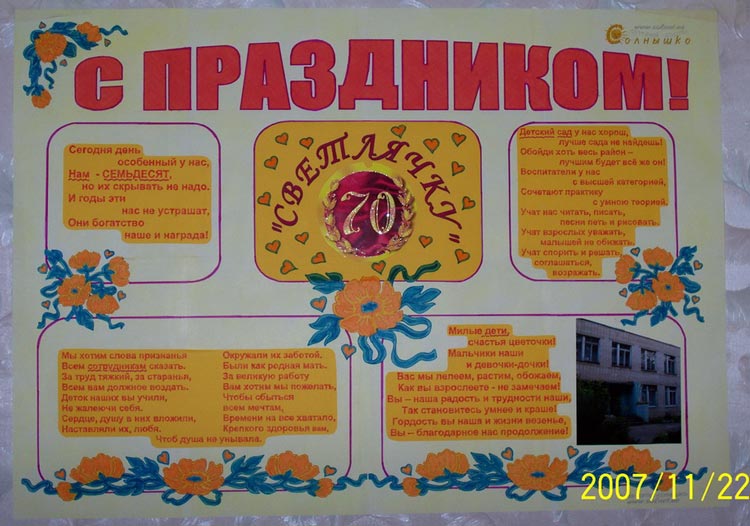 www.solnet.ee
Солнышко
С ПРАЗДНИКОМ!
Сегодня день
особенный у нас,
Нам - СЕМЬДЕСЯТ,
но их скрывать не надо.
И годы эти
нас не устрашат,
Они богатство
наше и награда!
"СВЕТЛЯЧКУ"
70
Детский сад у нас хорош,
лучше сада не найдешь!
Обойди хоть весь район –
лучшим будет всё же он!
Воспитатели у нас
с высшей категорией,
Сочетают практику
с умною теорией,
Учат нас читать, писать,
песни петь и рисовать.
Учат взрослых уважать,
малышей не обижать.
Учат спорить и решать,
соглашаться,
возражать.
Мы хотим слова признанья
Всем сотрудникам сказать.
За труд тяжкий, за старанья,
Всем вам должное воздать.
Деток наших вы учили,
Не жалеючи себя.
Сердце, душу в них вложили,
Наставляли их, любя.
Окружали их заботой,
Были как родная мать.
За великую работу
Вам хотим мы пожелать,
Чтобы сбыться
всем мечтам,
Времени на все хватало,
Крепкого здоровья вам,
Чтоб душа не унывала.
Милые дети,
счастья цветочки!
Мальчики наши
и девочки-дочки!
Вас мы лелеем, растим, обожаем,
Как вы взрослеете - не замечаем!
Вы – наша радость и трудности наши,
Так становитесь умнее и краше!
Гордость вы наша и жизни везенье,
Вы – благодарное нас продолжение!
2007/11/22